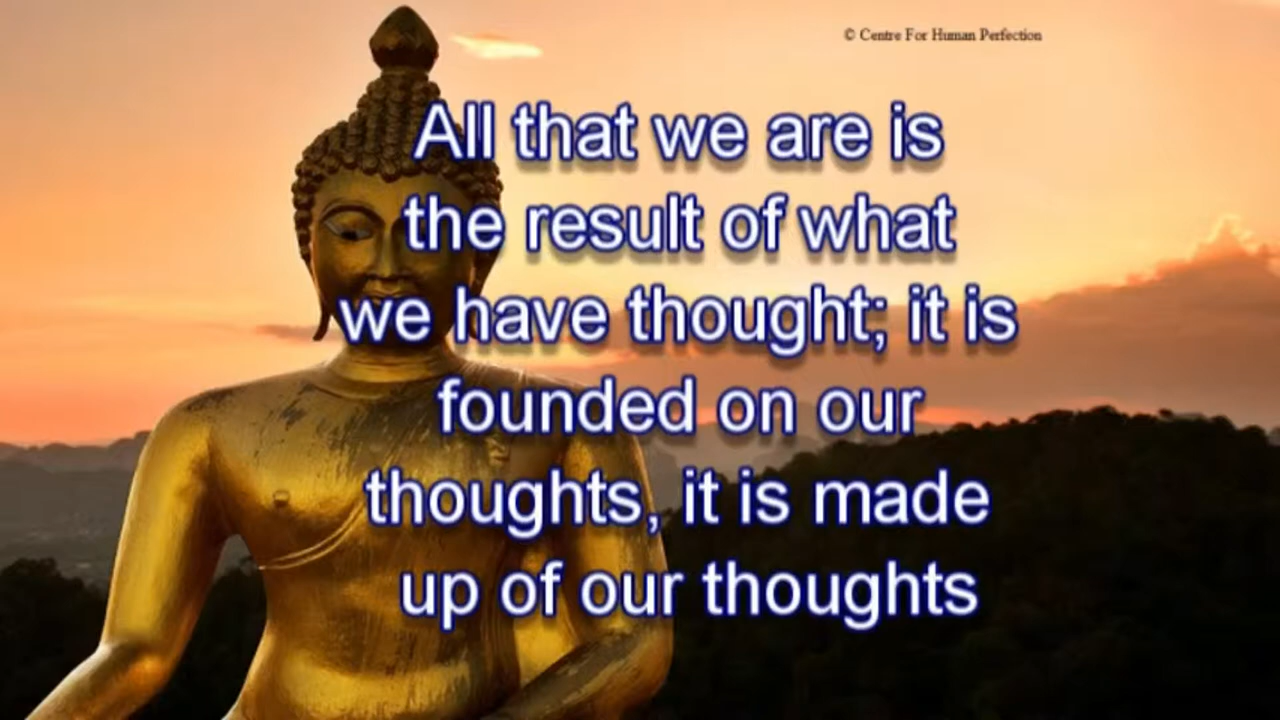 © Centre For Human Perfection
All that we are is
the result of what
we have thought; it is
founded on our
thoughts, it is made
up of our thoughts